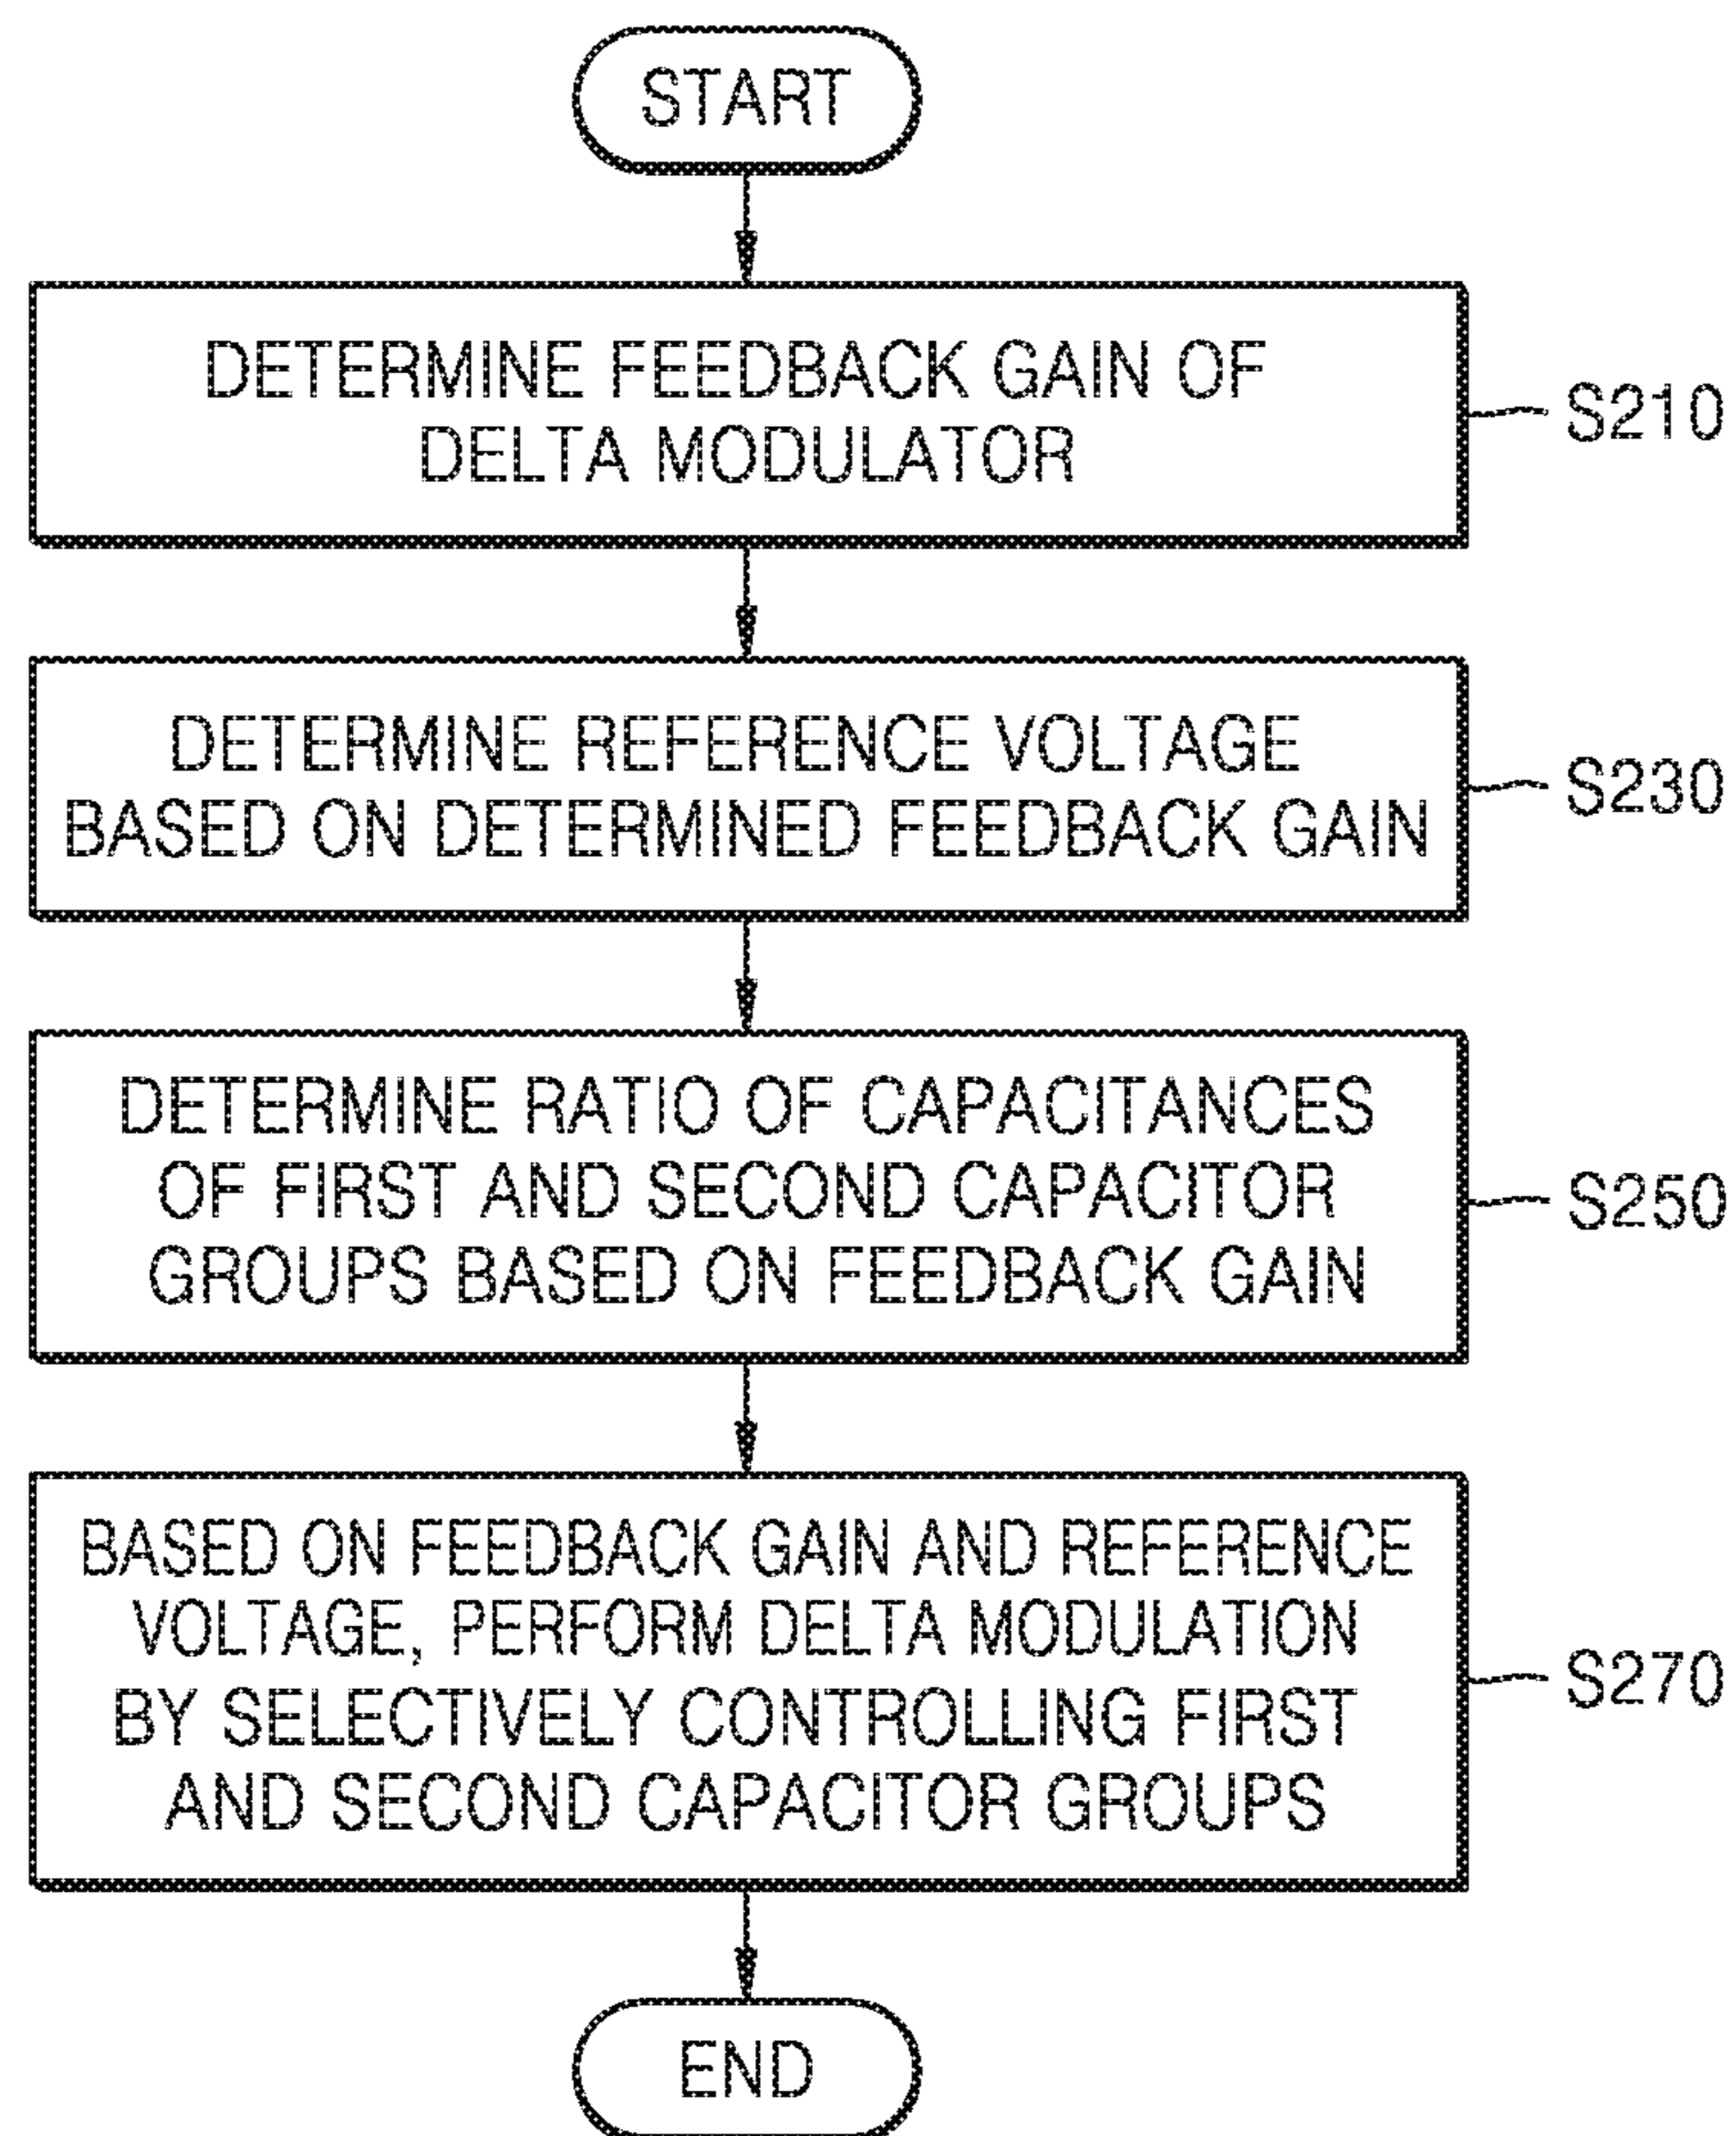 START
DETERMINE FEEDBACK GAIN OF
DELTA MODULATOR
S210
DETERMINE REFERENCE VOLTAGE
BASED ON DETERMINED FEEDBACK GAIN
S230
DETERMINE RATIO OF CAPACITANCES
OF FIRST AND SECOND CAPACITOR
GROUPS BASED ON FEEDBACK GAIN
S250
BASED ON FEEDBACK GAIN AND REFERENCE
VOLTAGE, PERFORM DELTA MODULATION
BY SELECTIVELY CONTROLLING FIRST
AND SECOND CAPACITOR GROUPS
S270
END